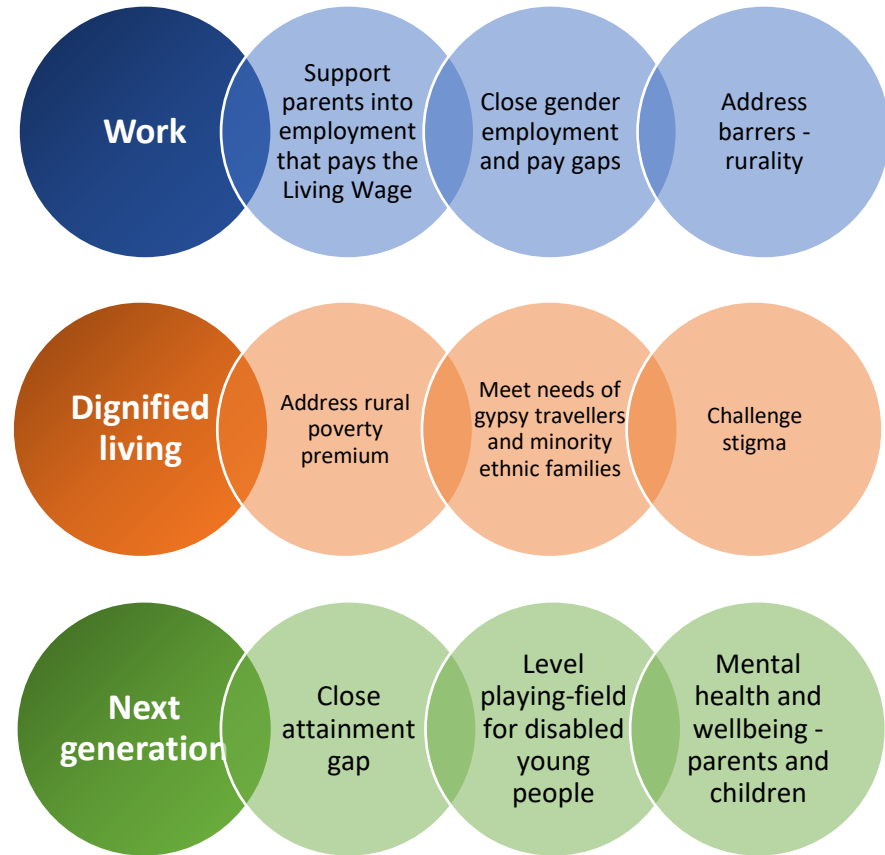 Work
Support
parents into
employment
that pays the
Living Wage
Close gender
employment
and pay gaps
Address
barriers -
rurality
Dignified
living
Address rural
poverty
premium
Meet needs of
gypsy travellers
and minority
ethnic families
Challenge
stigma
Next
generation
Close
attainment
gap
Level
playing-field
for disabled
young
people
Mental
health and
wellbeing -
parents and
children